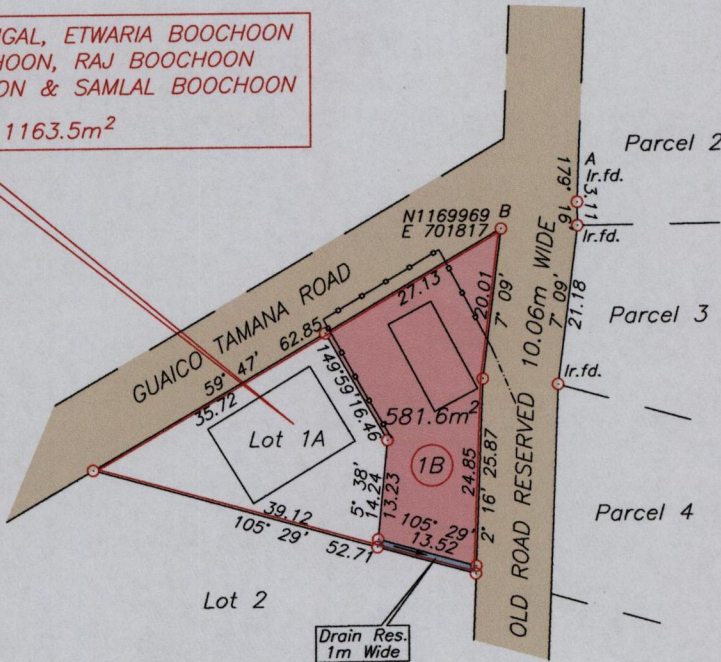 GAL, ETWARIA BOOCHOON
HOON, RAJ BOOCHOON
ON & SAMLAL BOOCHOON
1163.5m²
Parcel 2
A
Ir.fd.
179° 16'
3.11
Ir.fd.
N1169969 B
E 701817
GUAICO TAMANA ROAD
27.13
20.01
7° 09'
10.06m WIDE
7° 09'
21.18
Parcel 3
62.85
59° 47'
35.72
149°59'
16.46
Ir.fd.
581.6m²
Lot 1A
1B
24.85
2° 16'
25.87
OLD ROAD RESERVED
5° 38'
14.24
13.23
Parcel 4
39.12
105° 29'
52.71
105° 29'
13.52
Lot 2
Drain Res.
1m Wide